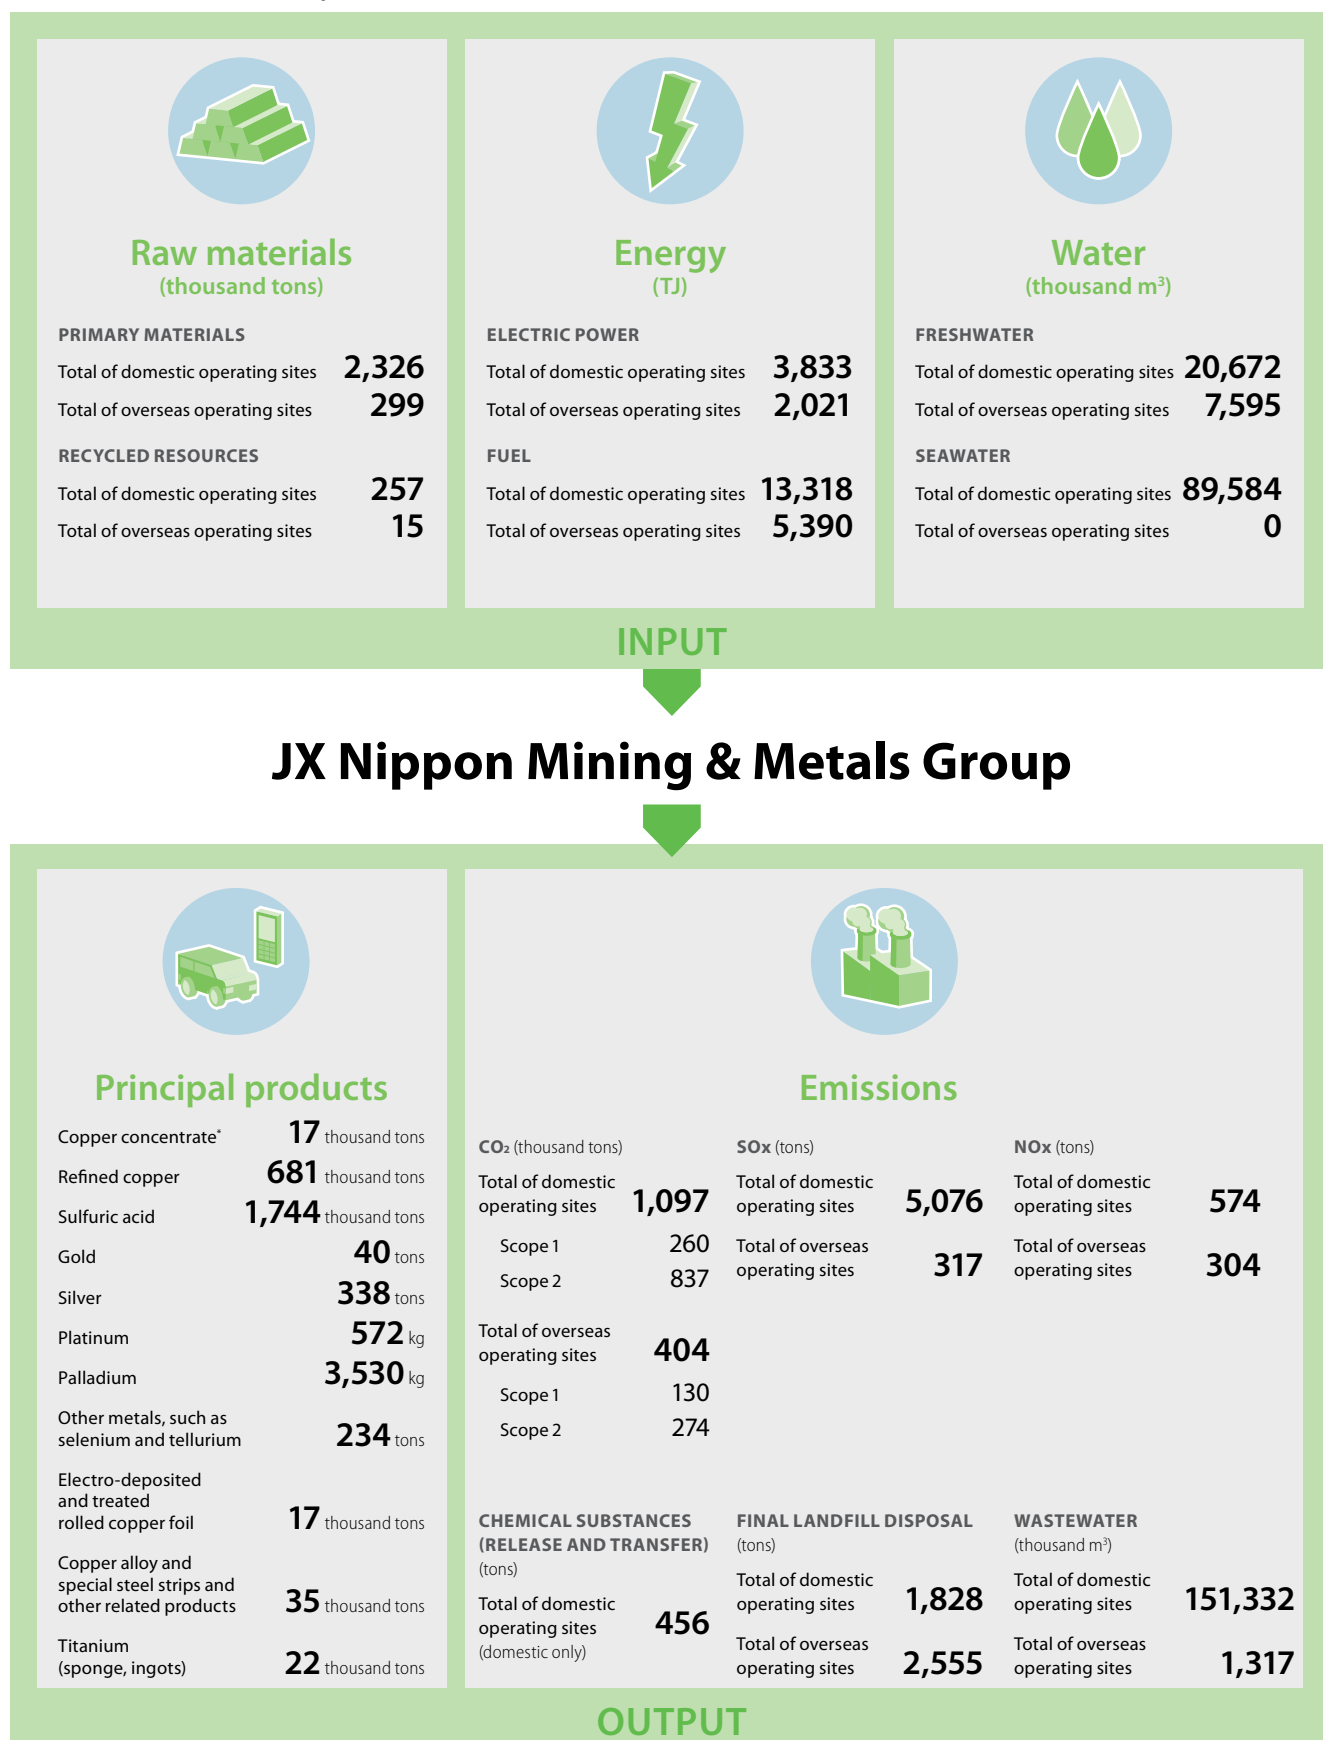 Raw materials
(thousand tons)
PRIMARY MATERIALS
Total of domestic operating sites 2,326
Total of overseas operating sites 299
RECYCLED RESOURCES
Total of domestic operating sites 257
Total of overseas operating sites 15
Energy
(TJ)
ELECTRIC POWER
Total of domestic operating sites 3,833
Total of overseas operating sites 2,021
FUEL
Total of domestic operating sites 13,318
Total of overseas operating sites 5,390
Water
(thousand m³)
FRESHWATER
Total of domestic operating sites 20,672
Total of overseas operating sites 7,595
SEAWATER
Total of domestic operating sites 89,584
Total of overseas operating sites 0
INPUT
JX Nippon Mining & Metals Group
Principal products
Copper concentrate* 17 thousand tons
Refined copper 681 thousand tons
Sulfuric acid 1,744 thousand tons
Gold 40 tons
Silver 338 tons
Platinum 572 kg
Palladium 3,530 kg
Other metals, such as
selenium and tellurium 234 tons
Electro-deposited
and treated
rolled copper foil 17 thousand tons
Copper alloy and
special steel strips and
other related products 35 thousand tons
Titanium
(sponge, ingots) 22 thousand tons
Emissions
CO₂ (thousand tons)
Total of domestic
operating sites 1,097
Scope 1 260
Scope 2 837
Total of overseas
operating sites 404
Scope 1 130
Scope 2 274
SOx (tons)
Total of domestic
operating sites 5,076
Total of overseas
operating sites 317
NOx (tons)
Total of domestic
operating sites 574
Total of overseas
operating sites 304
CHEMICAL SUBSTANCES
(RELEASE AND TRANSFER)
(tons)
Total of domestic
operating sites 456
(domestic only)
FINAL LANDFILL DISPOSAL
(tons)
Total of domestic
operating sites 1,828
Total of overseas
operating sites 2,555
WASTEWATER
(thousand m³)
Total of domestic
operating sites 151,332
Total of overseas
operating sites 1,317
OUTPUT